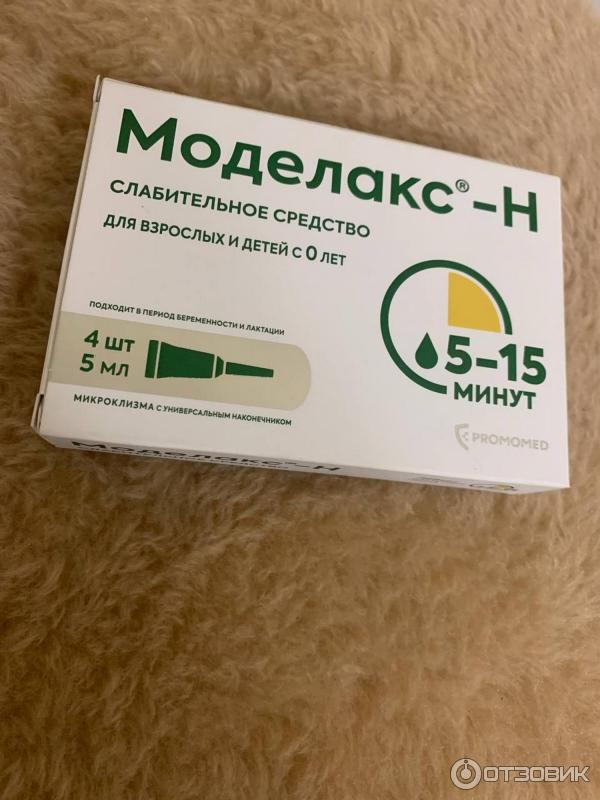 Моделакс®-Н
СЛАБИТЕЛЬНОЕ СРЕДСТВО
ДЛЯ ВЗРОСЛЫХ И ДЕТЕЙ С 0 ЛЕТ
ПОДХОДИТ В ПЕРИОД БЕРЕМЕННОСТИ И ЛАКТАЦИИ
4 ШТ
5 МЛ
МИКРОКЛИЗМА С УНИВЕРСАЛЬНЫМ НАКОНЕЧНИКОМ
5-15
МИНУТ
PROMOMED
Моделакс®-Н
ОТЗОВИК